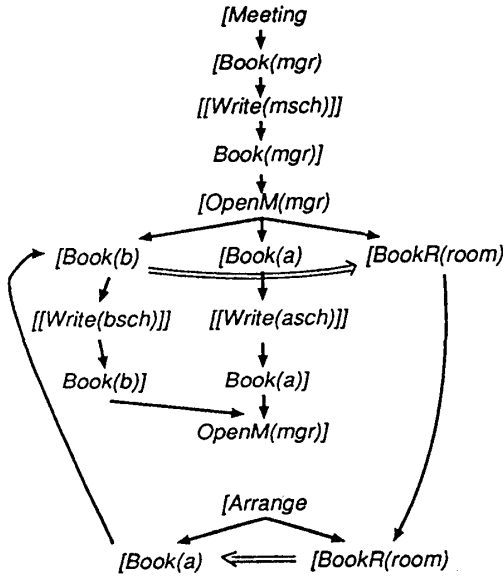 [Meeting
[Book(mgr)
[[Write(msch)]]
Book(mgr)]
[OpenM(mgr)
[Book(b) [Book(a) [BookR(room)
[[Write(bsch)]] [[Write(asch)]]
Book(b)] Book(a)]
OpenM(mgr)]
[Arrange
[Book(a) [BookR(room)